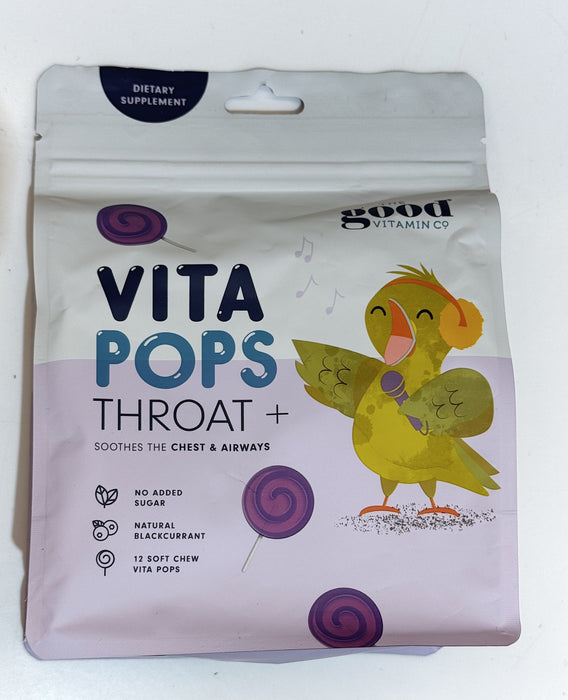 DIETARY
SUPPLEMENT
THE
good
VITAMIN CO
VITA
POPS
THROAT +
SOOTHES THE CHEST & AIRWAYS
NO ADDED
SUGAR
NATURAL
BLACKCURRANT
12 SOFT CHEW
VITA POPS